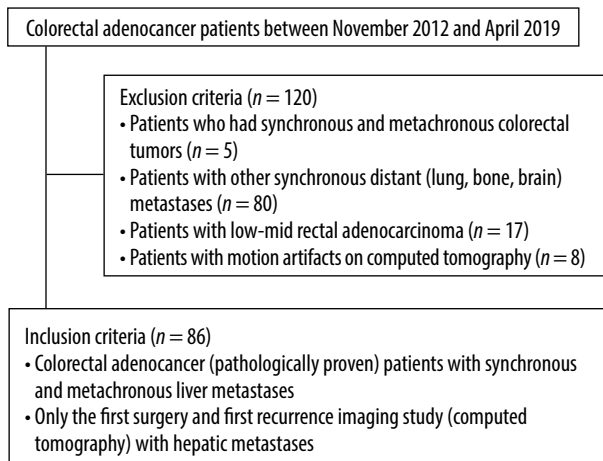 Colorectal adenocancer patients between November 2012 and April 2019
Exclusion criteria (n = 120)
• Patients who had synchronous and metachronous colorectal
tumors (n = 5)
• Patients with other synchronous distant (lung, bone, brain)
metastases (n = 80)
• Patients with low-mid rectal adenocarcinoma (n = 17)
• Patients with motion artifacts on computed tomography (n = 8)
Inclusion criteria (n = 86)
• Colorectal adenocancer (pathologically proven) patients with synchronous
and metachronous liver metastases
• Only the first surgery and first recurrence imaging study (computed
tomography) with hepatic metastases